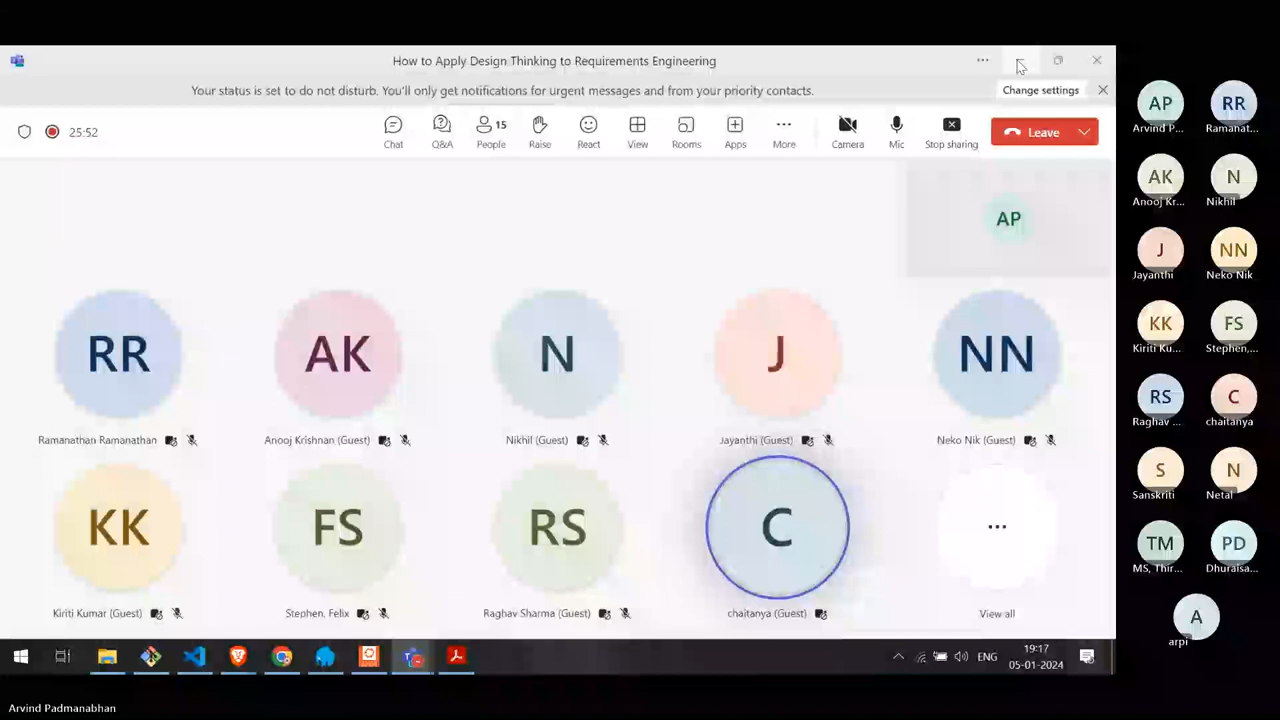 How to Apply Design Thinking to Requirements Engineering
Your status is set to do not disturb. You'll only get notifications for urgent messages and from your priority contacts.
Change settings
25:52
Chat
Q&A
15
People
Raise
React
View
Rooms
Apps
More
Camera
Mic
Stop sharing
Leave
AP
RR
AK
N
J
NN
Ramanathan Ramanathan
Anooj Krishnan (Guest)
Nikhil (Guest)
Jayanthi (Guest)
Neko Nik (Guest)
KK
FS
RS
C
...
Kiriti Kumar (Guest)
Stephen, Felix
Raghav Sharma (Guest)
chaitanya (Guest)
View all
ENG
19:17
05-01-2024
AP
RR
Arvind P...
Ramanat...
AK
N
Anooj Kr...
Nikhil
J
NN
Jayanthi
Neko Nik
KK
FS
Kiriti Ku...
Stephen,...
RS
C
Raghav ...
chaitanya
S
N
Sanskriti
Netal
TM
PD
MS, Thir...
Dhuraisa...
A
arpi
Arvind Padmanabhan